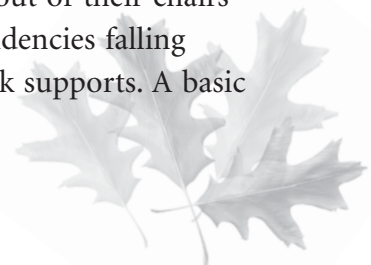 out of their chairs
dencies falling
k supports. A basic